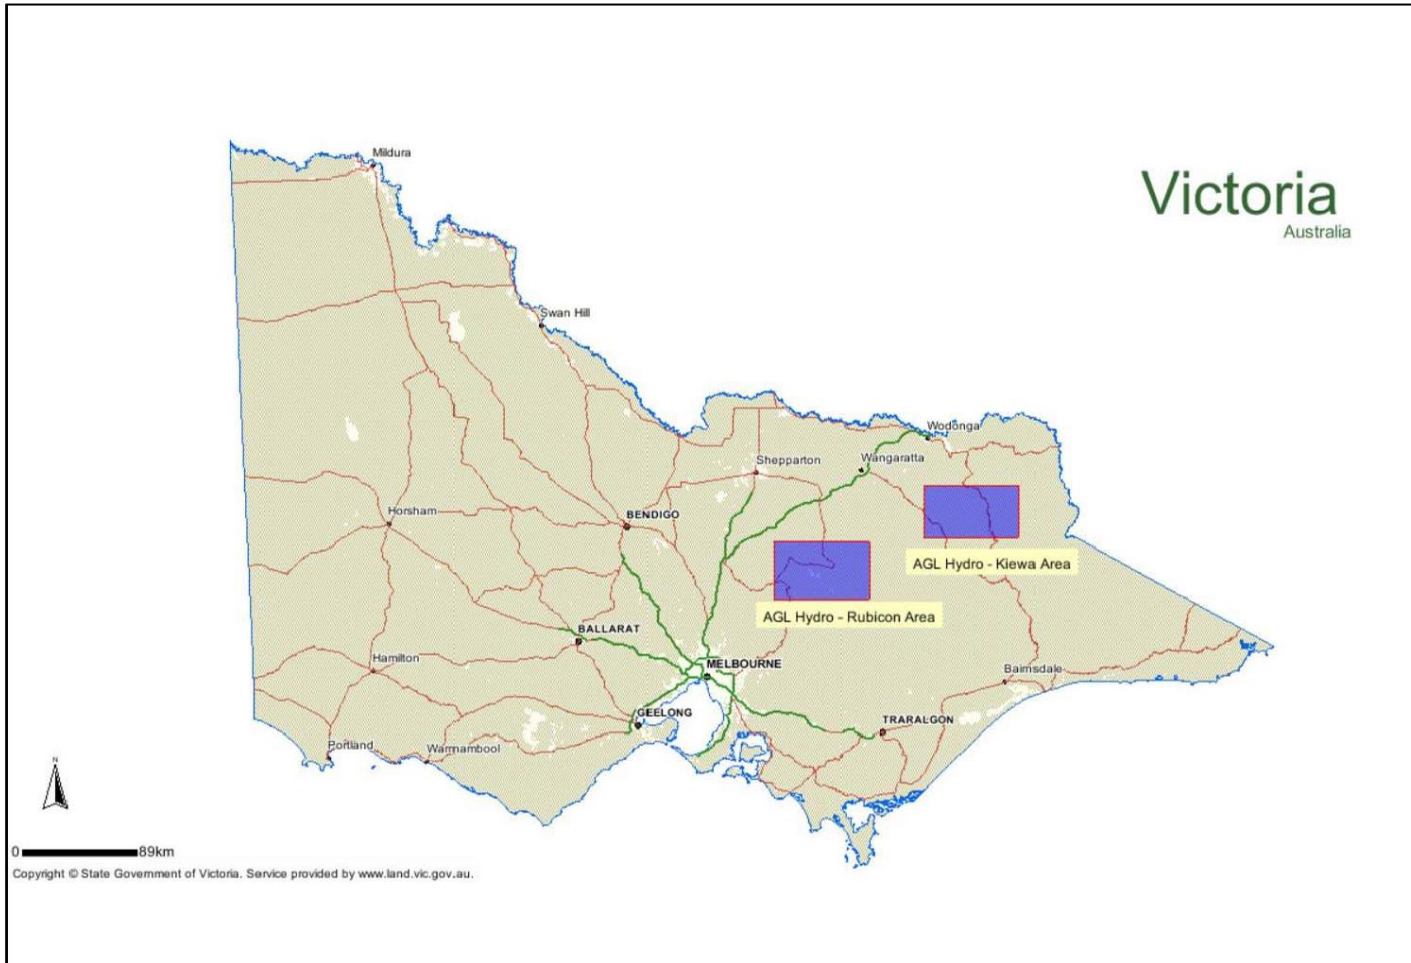 Mildura
Victoria
Australia
Swan Hill
Wodonga
Shepparton
Wangaratta
Horsham
BENDIGO
AGL Hydro - Kiewa Area
AGL Hydro - Rubicon Area
BALLARAT
Hamilton
MELBOURNE
Bairnsdale
GEELONG
TRARALGON
Portland
Warrnambool
N
0 89km
Copyright © State Government of Victoria. Service provided by www.land.vic.gov.au.